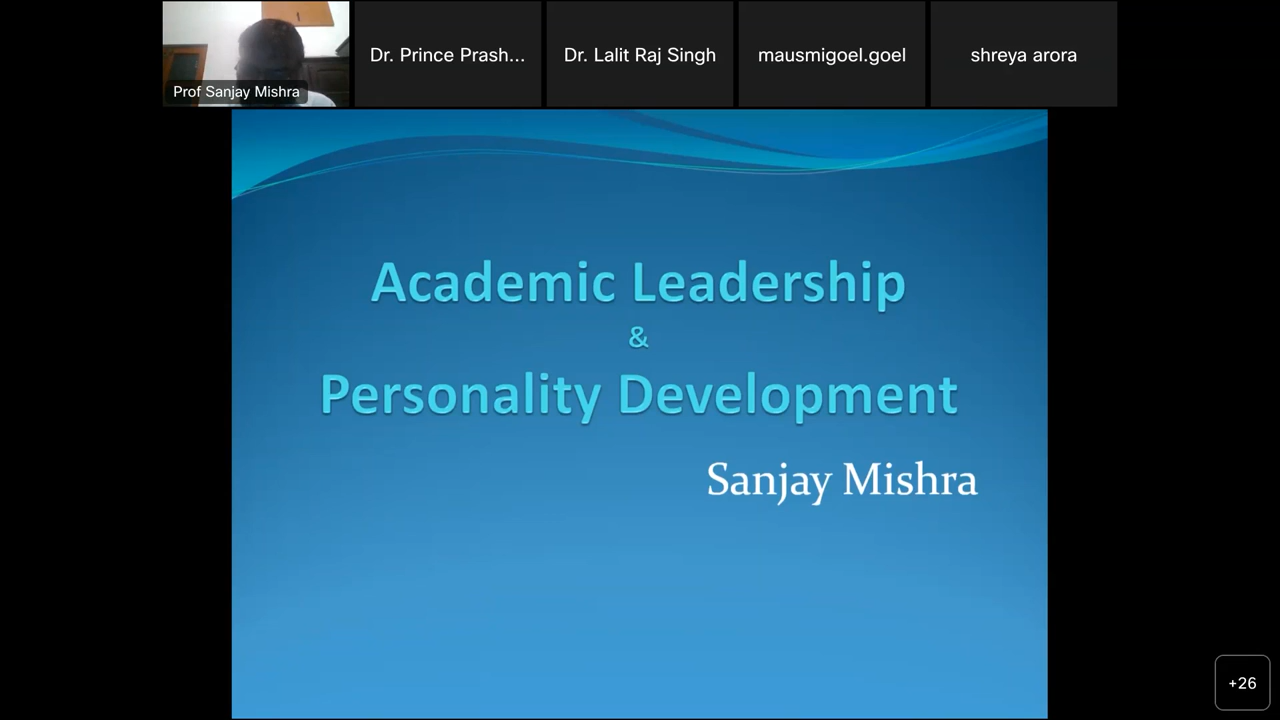 Prof Sanjay Mishra
Dr. Prince Prash...
Dr. Lalit Raj Singh
mausmigoel.goel
shreya arora
Academic Leadership
&
Personality Development
Sanjay Mishra
+26